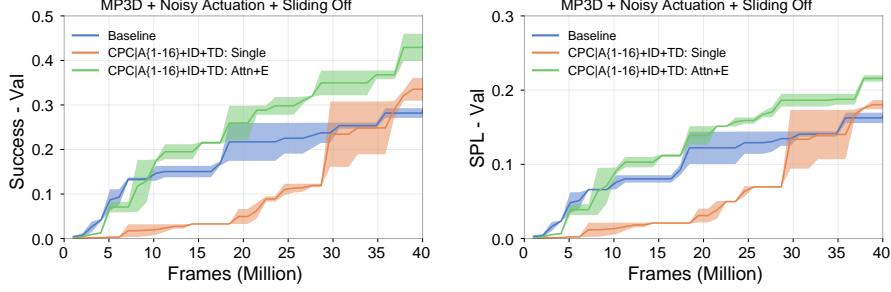 MP3D + Noisy Actuation + Sliding Off
0.5
0.4
0.3
0.2
0.1
0.0
Success - Val
Baseline
CPC|A{1-16}+ID+TD: Single
CPC|A{1-16}+ID+TD: Attn+E
0 5 10 15 20 25 30 35 40
Frames (Million)
MP3D + Noisy Actuation + Sliding Off
0.3
0.2
0.1
0.0
SPL - Val
Baseline
CPC|A{1-16}+ID+TD: Single
CPC|A{1-16}+ID+TD: Attn+E
0 5 10 15 20 25 30 35 40
Frames (Million)